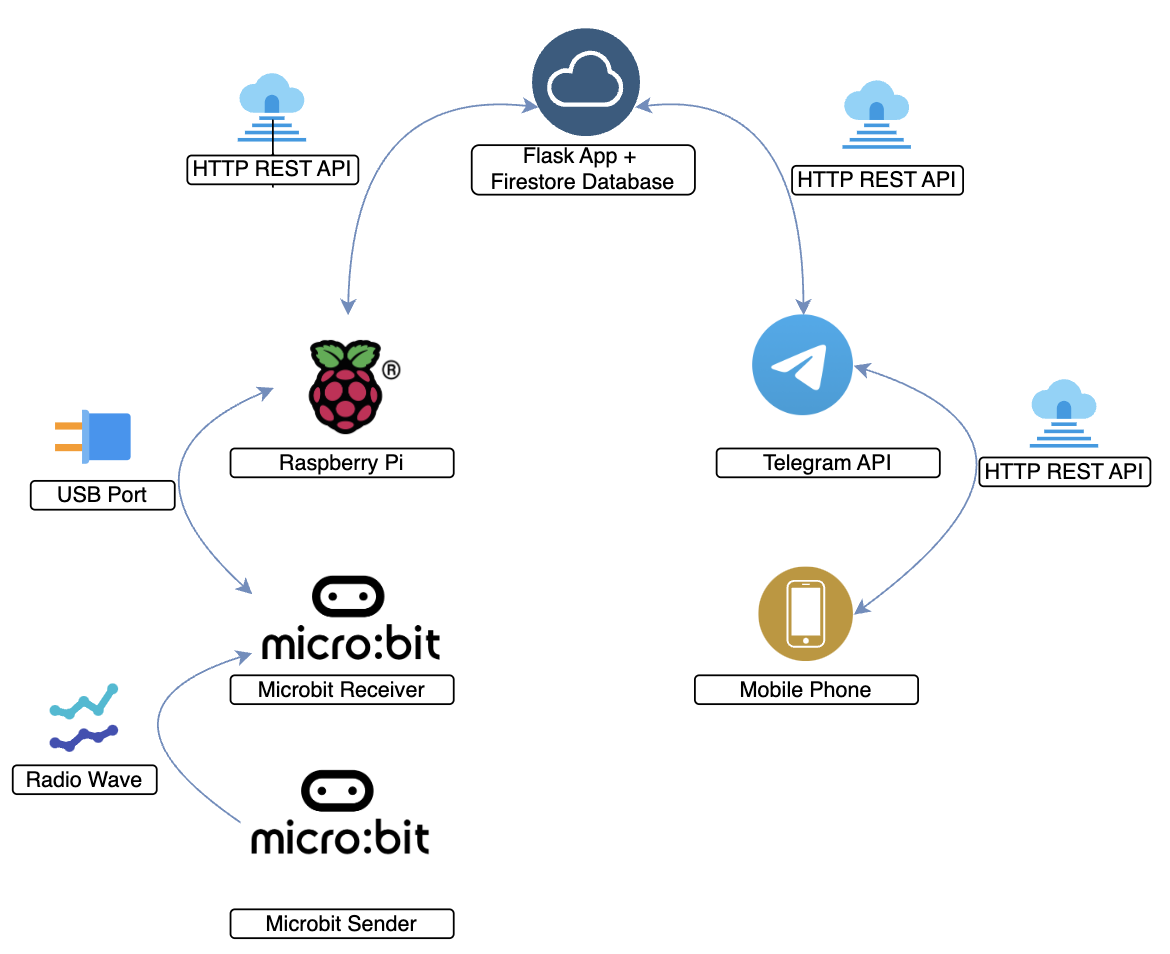 HTTP REST API
Flask App +
Firestore Database
HTTP REST API
®
Raspberry Pi
USB Port
Telegram API
HTTP REST API
micro:bit
Microbit Receiver
Mobile Phone
Radio Wave
micro:bit
Microbit Sender